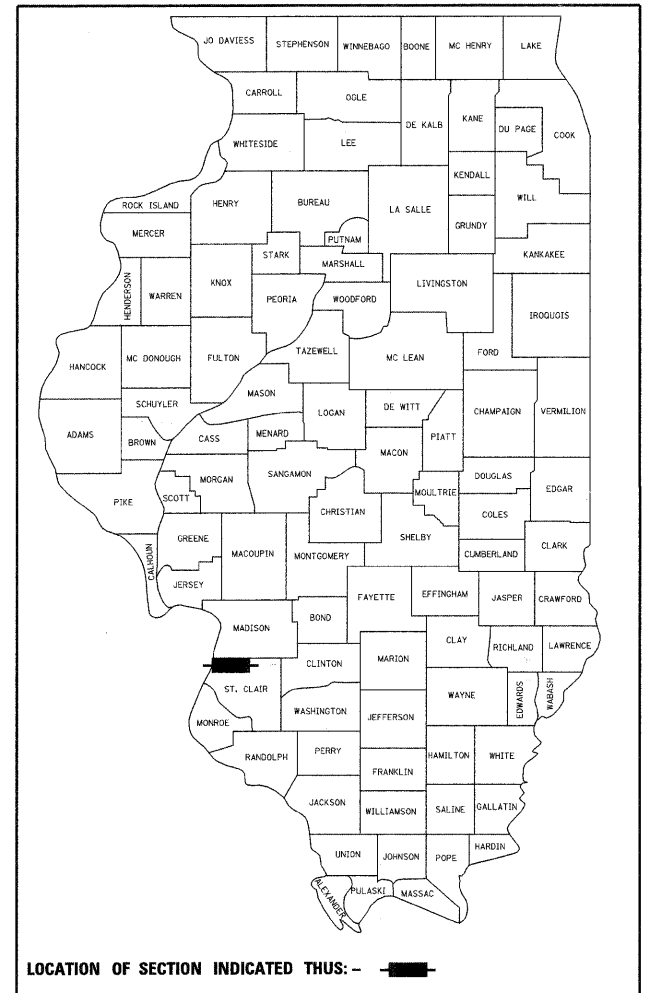 JO DAVIESS STEPHENSON WINNEBAGO BOONE MC HENRY LAKE
CARROLL OGLE
DE KALB KANE DU PAGE COOK
WHITESIDE LEE
KENDALL
ROCK ISLAND HENRY BUREAU LA SALLE WILL
MERCER PUTNAM GRUNDY
STARK MARSHALL KANKAKEE
HENDERSON WARREN KNOX PEORIA WOODFORD LIVINGSTON
IROQUOIS
HANCOCK MC DONOUGH FULTON TAZEWELL MC LEAN FORD
MASON
SCHUYLER LOGAN DE WITT CHAMPAIGN VERMILION
ADAMS BROWN CASS MENARD PIATT
MACON
MORGAN SANGAMON DOUGLAS
PIKE SCOTT MOULTRIE EDGAR
CHRISTIAN COLES
GREENE SHELBY
CALHOUN MACOUPIN MONTGOMERY CUMBERLAND CLARK
JERSEY
FAYETTE EFFINGHAM JASPER CRAWFORD
MADISON BOND
CLAY RICHLAND LAWRENCE
CLINTON MARION
ST. CLAIR WAYNE EDWARDS WABASH
WASHINGTON
MONROE JEFFERSON
RANDOLPH PERRY HAMILTON WHITE
FRANKLIN
JACKSON WILLIAMSON SALINE GALLATIN
UNION JOHNSON POPE HARDIN
ALEXANDER PULASKI MASSAC
LOCATION OF SECTION INDICATED THUS: –